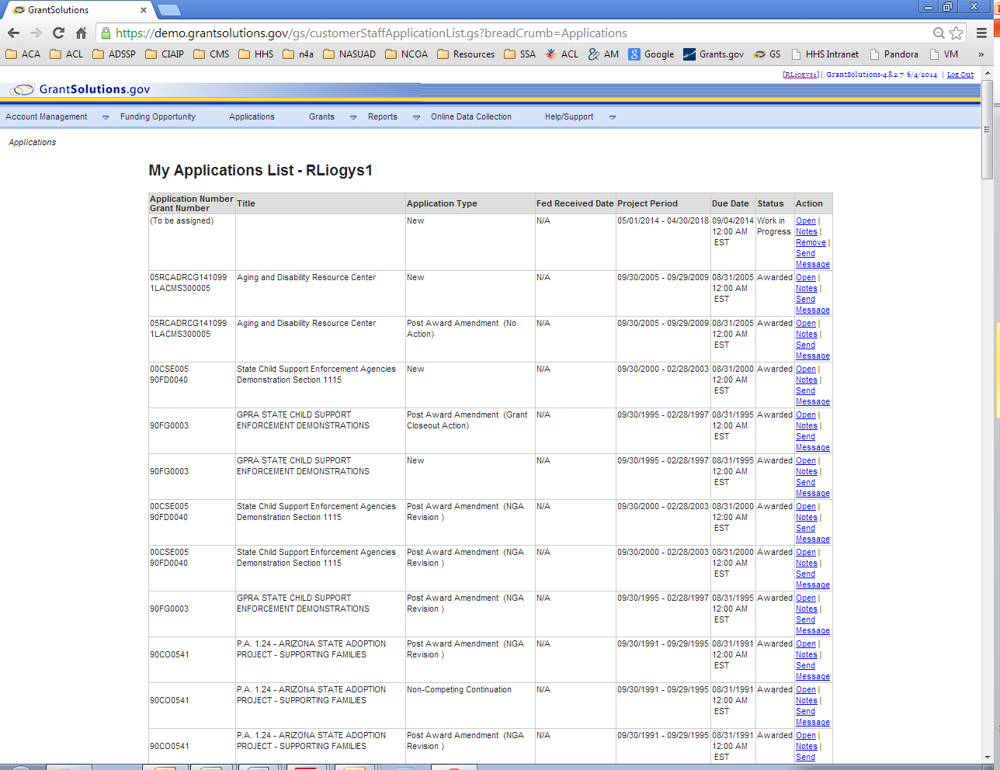 GrantSolutions
https://demo.grantsolutions.gov/gs/customerStaffApplicationList.gs?breadCrumb=Applications
ACA ACL ADSSP CIAIP CMS HHS n4a NASUAD NCOA Resources SSA ACL AM Google Grants.gov GS HHS Intranet Pandora VM »
[RLiogys1] | GrantSolutions-4.8.2.7 6/4/2014 | Log Out
GrantSolutions.gov
Account Management Funding Opportunity Applications Grants Reports Online Data Collection Help/Support
Applications
My Applications List - RLiogys1
Application Number Grant Number Title Application Type Fed Received Date Project Period Due Date Status Action
(To be assigned) New N/A 05/01/2014 - 04/30/2018 09/04/2014 12:00 AM EST Work in Progress Open | Notes | Remove | Send Message
05RCADRCG141099 1LACMS300005 Aging and Disability Resource Center New N/A 09/30/2005 - 09/29/2009 08/31/2005 12:00 AM EST Awarded Open | Notes | Send Message
05RCADRCG141099 1LACMS300005 Aging and Disability Resource Center Post Award Amendment (No Action) N/A 09/30/2005 - 09/29/2009 08/31/2005 12:00 AM EST Awarded Open | Notes | Send Message
00CSE005 90FD0040 State Child Support Enforcement Agencies Demonstration Section 1115 New N/A 09/30/2000 - 02/28/2003 08/31/2000 12:00 AM EST Awarded Open | Notes | Send Message
90FG0003 GPRA STATE CHILD SUPPORT ENFORCEMENT DEMONSTRATIONS Post Award Amendment (Grant Closeout Action) N/A 09/30/1995 - 02/28/1997 08/31/1995 12:00 AM EST Awarded Open | Notes | Send Message
90FG0003 GPRA STATE CHILD SUPPORT ENFORCEMENT DEMONSTRATIONS New N/A 09/30/1995 - 02/28/1997 08/31/1995 12:00 AM EST Awarded Open | Notes | Send Message
00CSE005 90FD0040 State Child Support Enforcement Agencies Demonstration Section 1115 Post Award Amendment (NGA Revision ) N/A 09/30/2000 - 02/28/2003 08/31/2000 12:00 AM EST Awarded Open | Notes | Send Message
00CSE005 90FD0040 State Child Support Enforcement Agencies Demonstration Section 1115 Post Award Amendment (NGA Revision ) N/A 09/30/2000 - 02/28/2003 08/31/2000 12:00 AM EST Awarded Open | Notes | Send Message
90FG0003 GPRA STATE CHILD SUPPORT ENFORCEMENT DEMONSTRATIONS Post Award Amendment (NGA Revision ) N/A 09/30/1995 - 02/28/1997 08/31/1995 12:00 AM EST Awarded Open | Notes | Send Message
90CO0541 P.A. 1.24 - ARIZONA STATE ADOPTION PROJECT - SUPPORTING FAMILIES Post Award Amendment (NGA Revision ) N/A 09/30/1991 - 09/29/1995 08/31/1991 12:00 AM EST Awarded Open | Notes | Send Message
90CO0541 P.A. 1.24 - ARIZONA STATE ADOPTION PROJECT - SUPPORTING FAMILIES Non-Competing Continuation N/A 09/30/1991 - 09/29/1995 08/31/1991 12:00 AM EST Awarded Open | Notes | Send Message
90CO0541 P.A. 1.24 - ARIZONA STATE ADOPTION PROJECT - SUPPORTING FAMILIES Post Award Amendment (NGA Revision ) N/A 09/30/1991 - 09/29/1995 08/31/1991 12:00 AM EST Awarded Open | Notes | Send